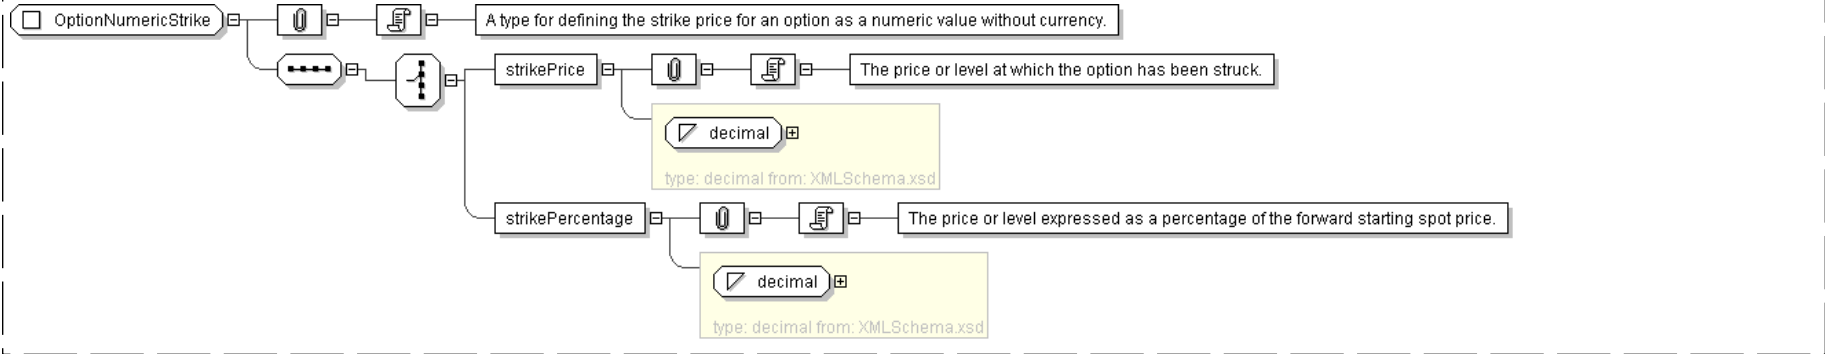 OptionNumericStrike
A type for defining the strike price for an option as a numeric value without currency.
strikePrice
The price or level at which the option has been struck.
decimal
type: decimal from: XMLSchema.xsd
strikePercentage
The price or level expressed as a percentage of the forward starting spot price.
decimal
type: decimal from: XMLSchema.xsd